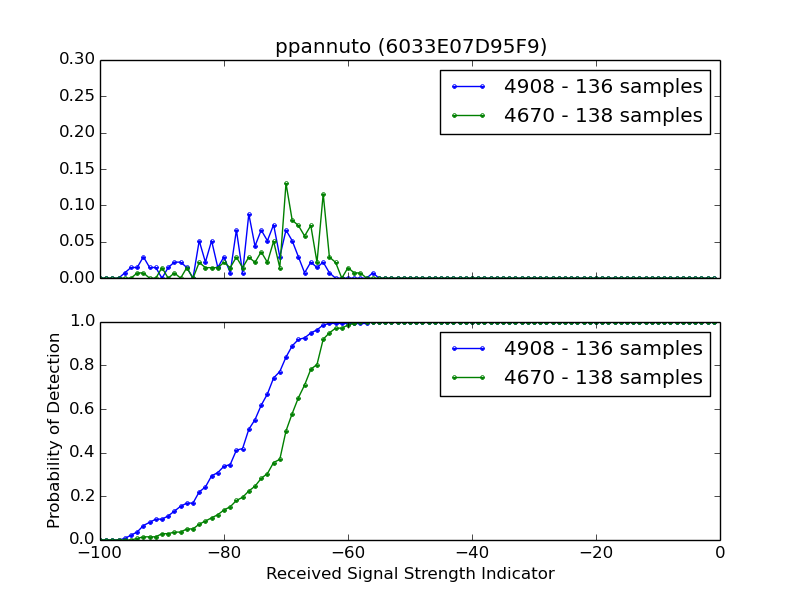 ppannuto (6033E07D95F9)
0.30
0.25
0.20
0.15
0.10
0.05
0.00
4908 - 136 samples
4670 - 138 samples
1.0
0.8
0.6
0.4
0.2
0.0
Probability of Detection
4908 - 136 samples
4670 - 138 samples
−100 −80 −60 −40 −20 0
Received Signal Strength Indicator